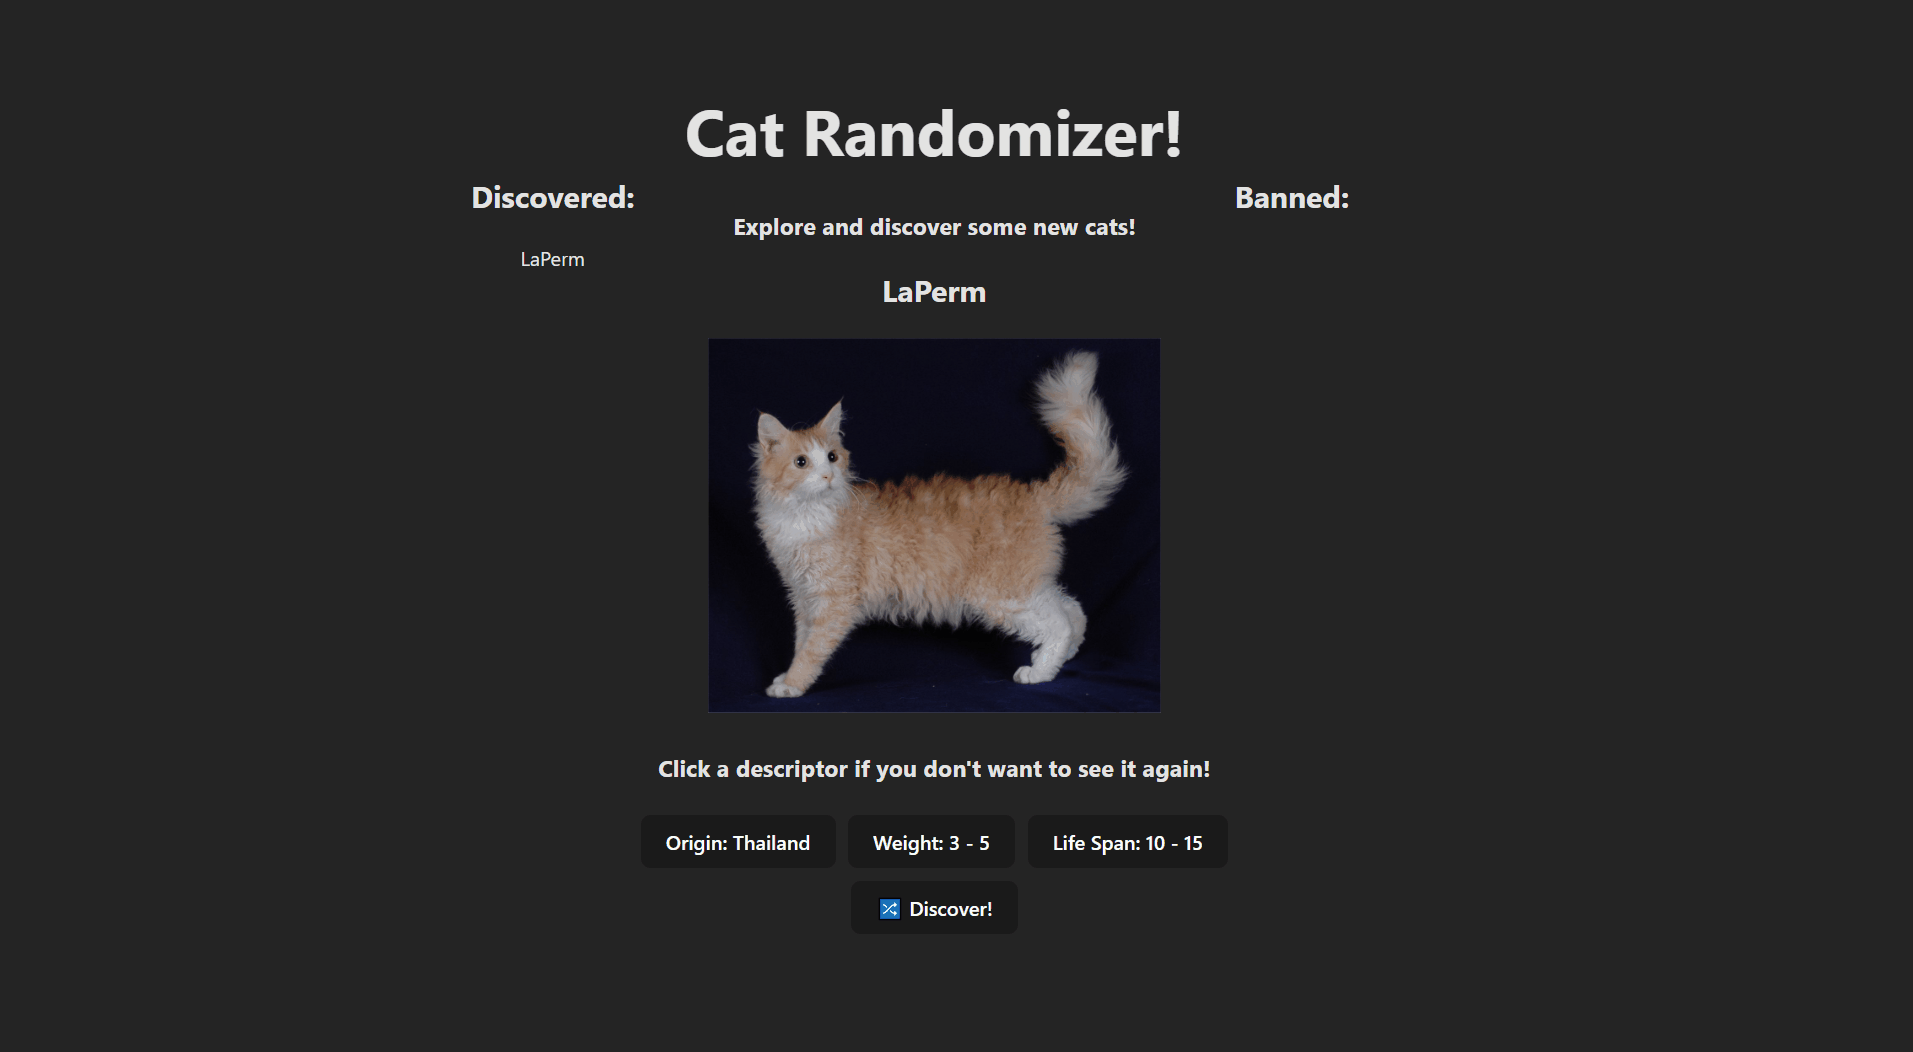 Cat Randomizer!
Discovered:
LaPerm
Explore and discover some new cats!
LaPerm
Click a descriptor if you don't want to see it again!
Origin: Thailand
Weight: 3 - 5
Life Span: 10 - 15
🔀 Discover!
Banned: